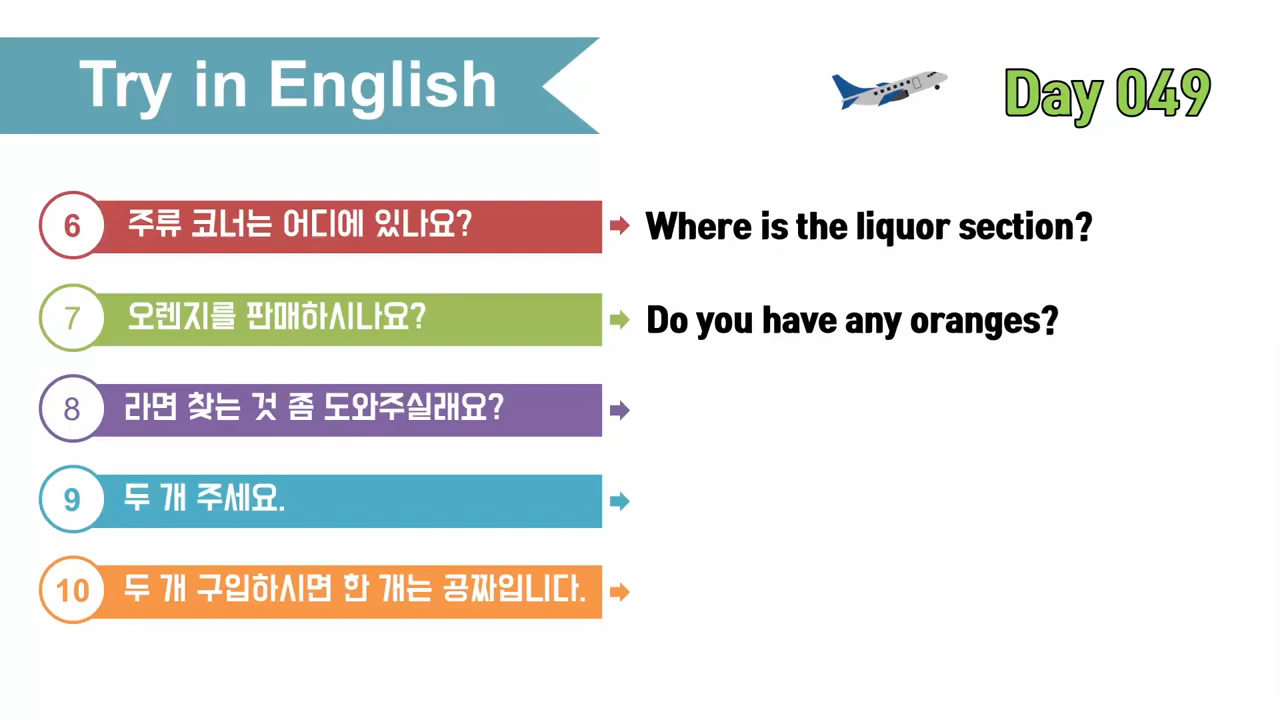 Try in English
Day 049
6 주류 코너는 어디에 있나요? Where is the liquor section?
7 오렌지를 판매하시나요? Do you have any oranges?
8 라면 찾는 것 좀 도와주실래요?
9 두 개 주세요.
10 두 개 구입하시면 한 개는 공짜입니다.